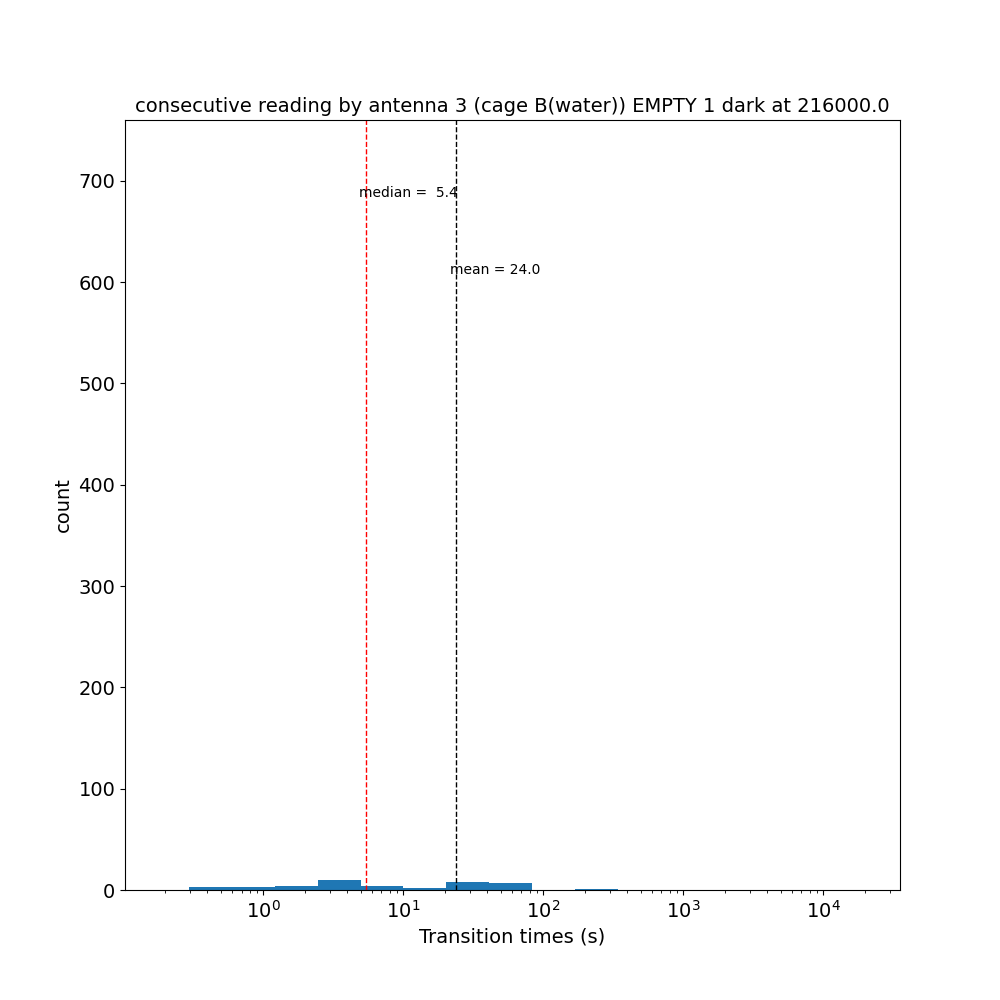 consecutive reading by antenna 3 (cage B(water)) EMPTY 1 dark at 216000.0
700
600
500
400
300
200
100
0
count
median =  5.4
mean = 24.0
10^0 10^1 10^2 10^3 10^4
Transition times (s)